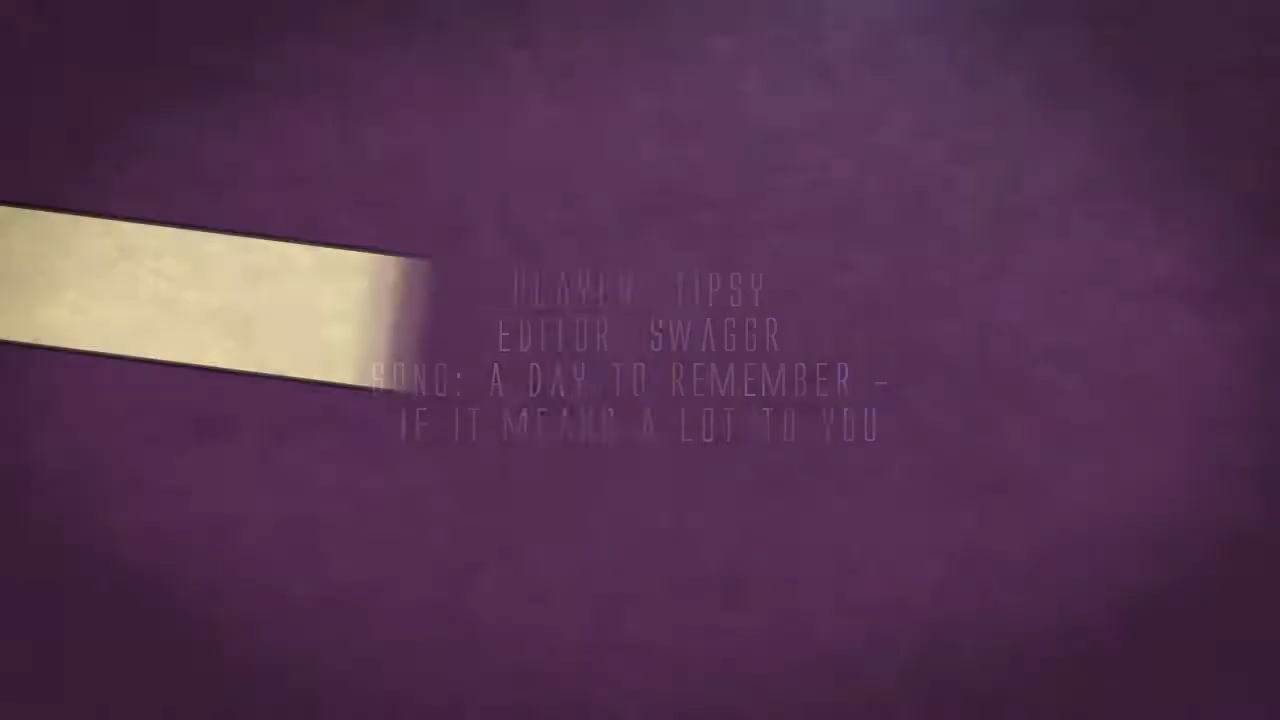 PLAYER: TIPSY
EDITOR: SWAGGR
SONG: A DAY TO REMEMBER -
IF IT MEANS A LOT TO YOU